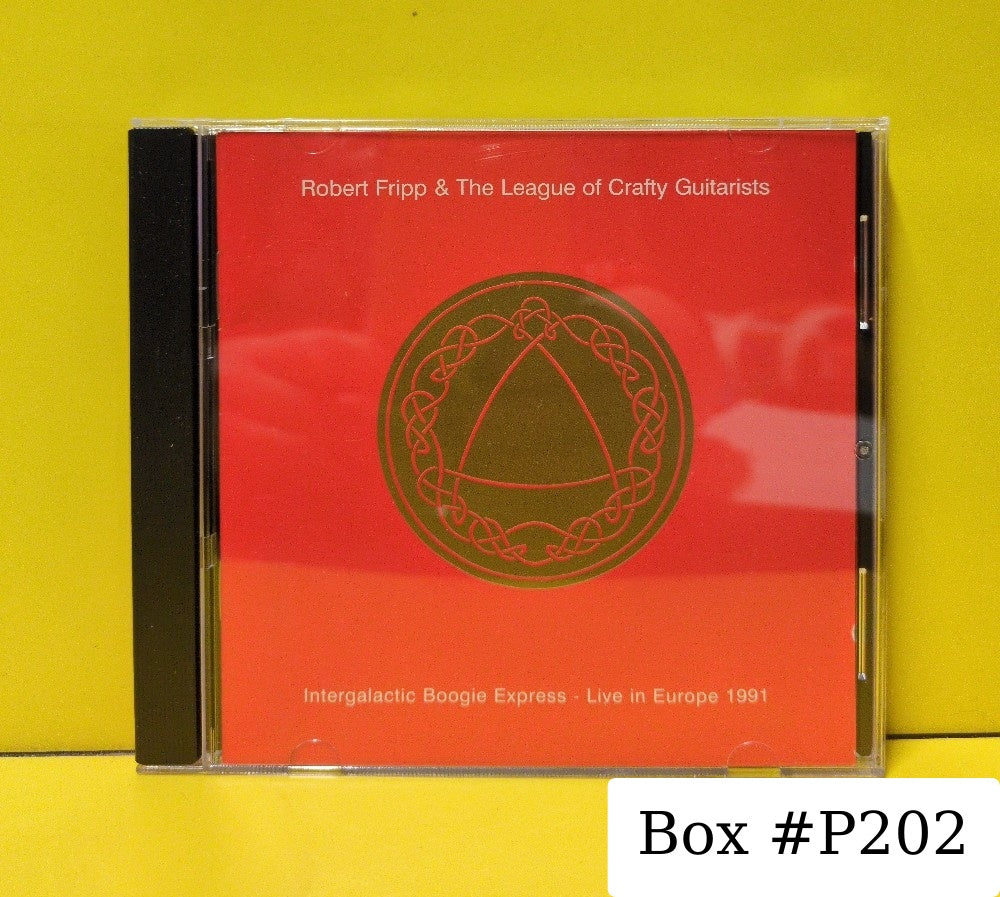 Robert Fripp & The League of Crafty Guitarists
Intergalactic Boogie Express - Live in Europe 1991
Box #P202